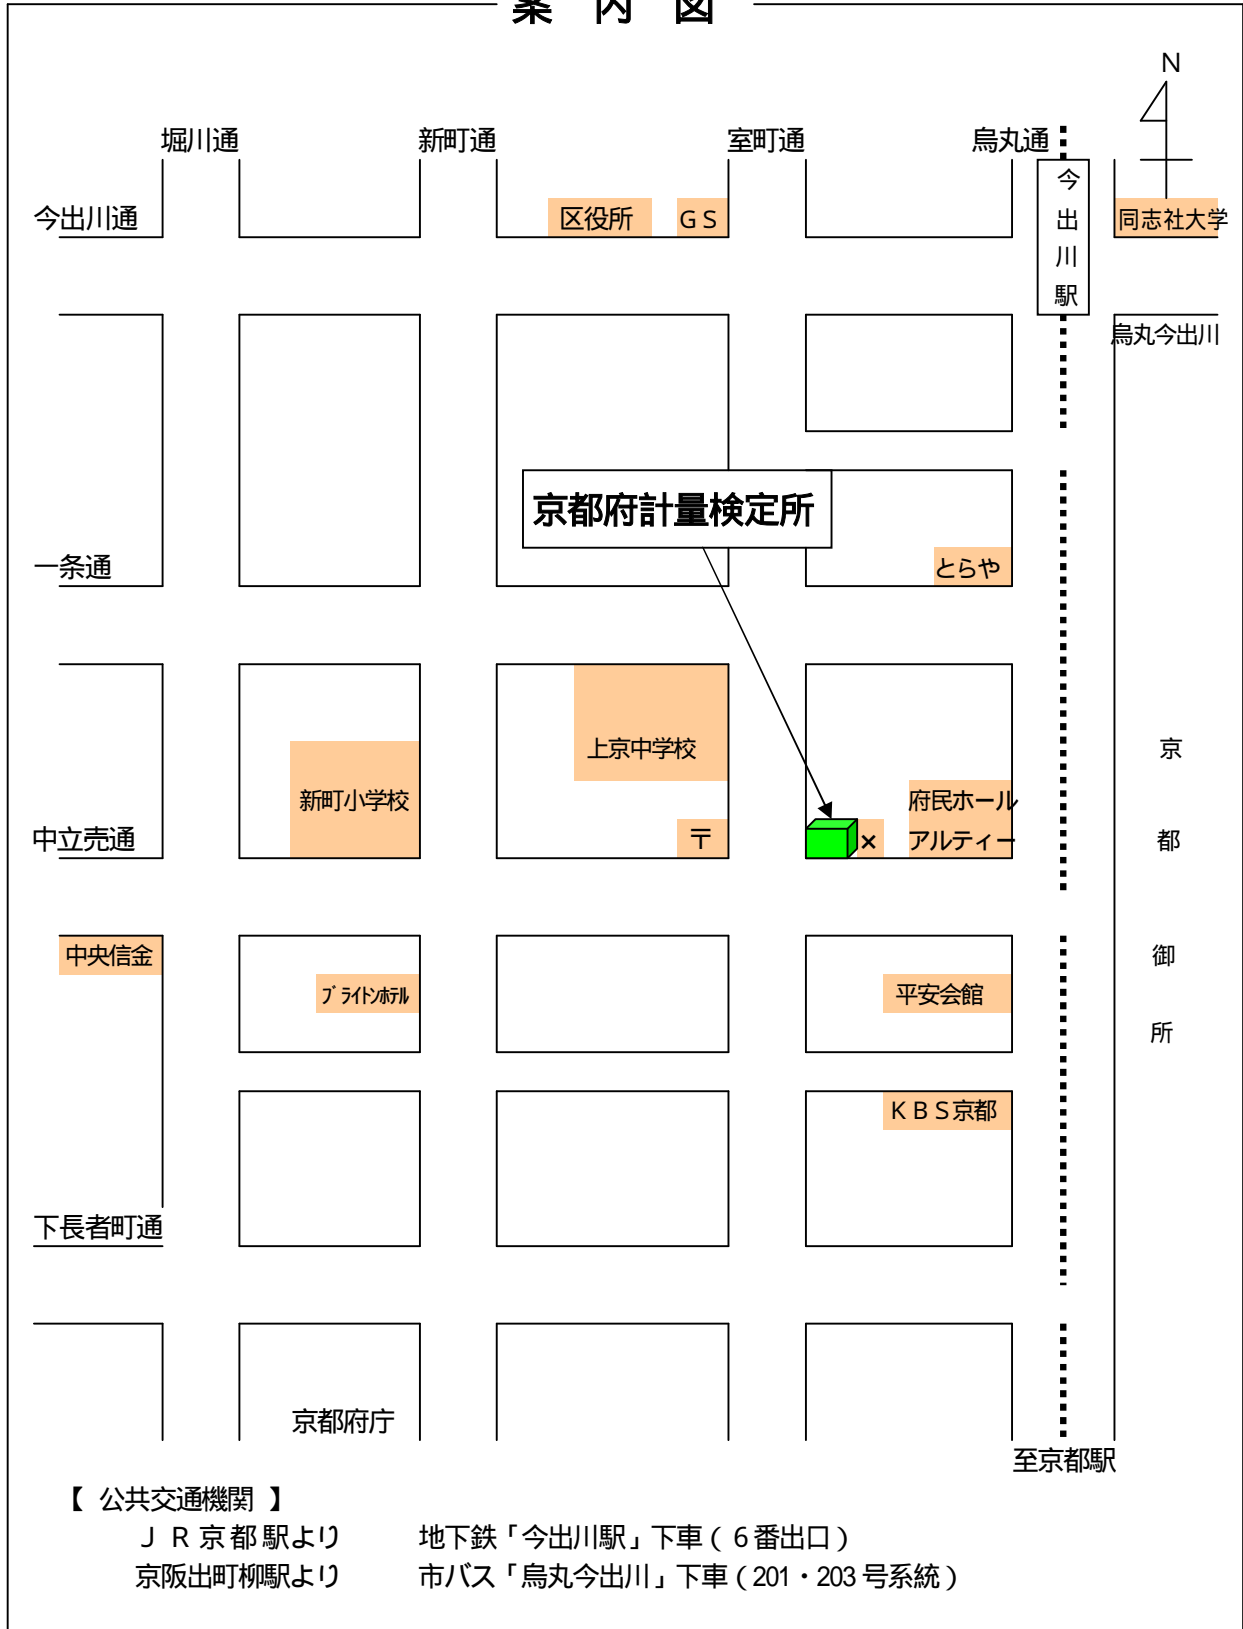 案 内 図
N
堀川通 新町通 室町通 烏丸通
今出川通 区役所 GS 今出川駅 同志社大学
烏丸今出川
京都府計量検定所
一条通 とらや
上京中学校
新町小学校 府民ホール
中立売通 〒 × アルティー
京都御所
中央信金
ブライトンホテル 平安会館
KBS京都
下長者町通
京都府庁
至京都駅
【 公共交通機関 】
JR京都駅より 地下鉄「今出川駅」下車(6番出口)
京阪出町柳駅より 市バス「烏丸今出川」下車(201・203号系統)